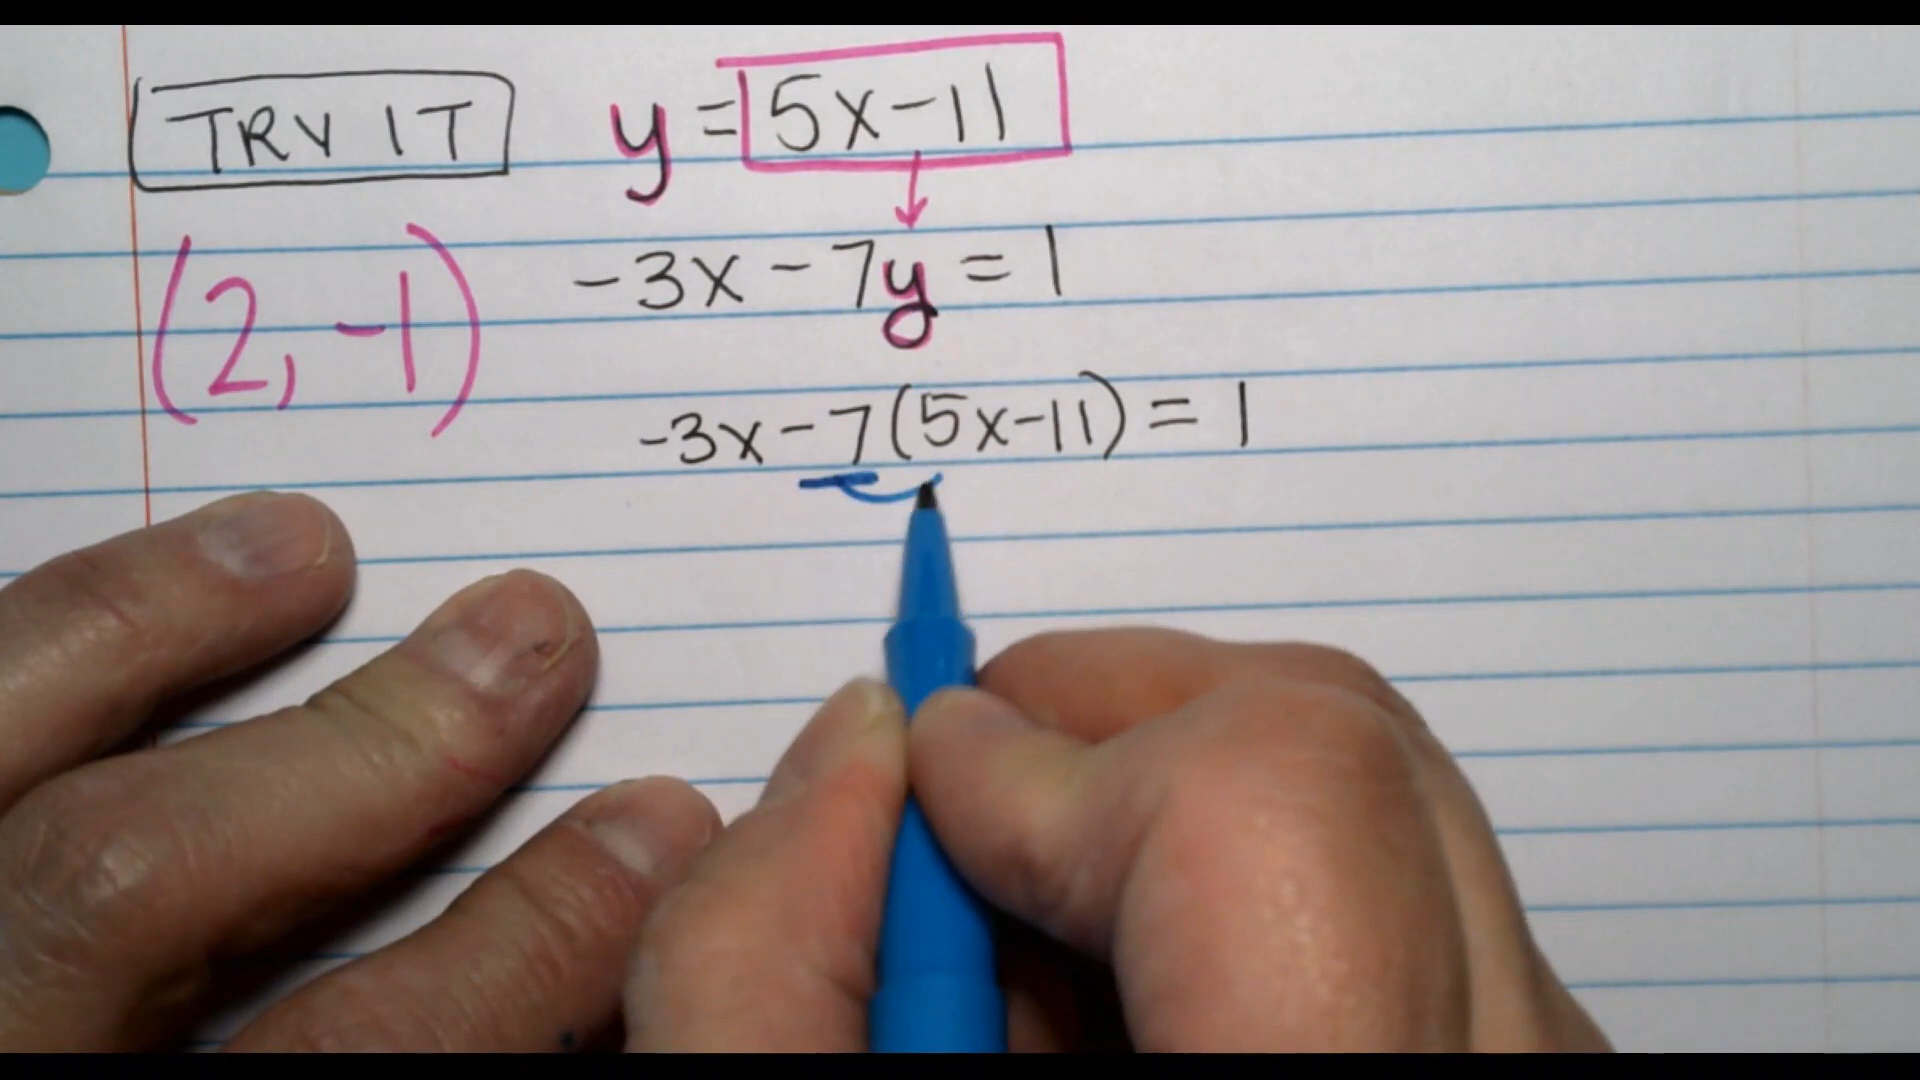 TRY IT
y = 5x-11
(2, -1)
-3x - 7y = 1
-3x - 7(5x-11) = 1